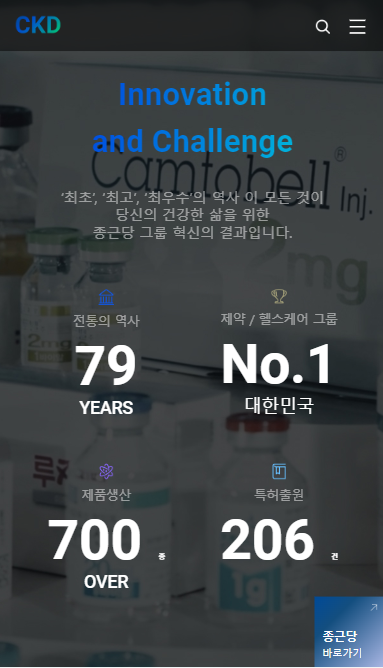 CKD
Innovation
and Challenge
'최초', '최고', '최우수'의 역사 이 모든 것이
당신의 건강한 삶을 위한
종근당 그룹 혁신의 결과입니다.
Camtobell Inj.
®
2mg
전통의 역사
79
YEARS
제약 / 헬스케어 그룹
No.1
대한민국
루
제품생산
700 종
OVER
특허출원
206 건
1g
종근당
바로가기